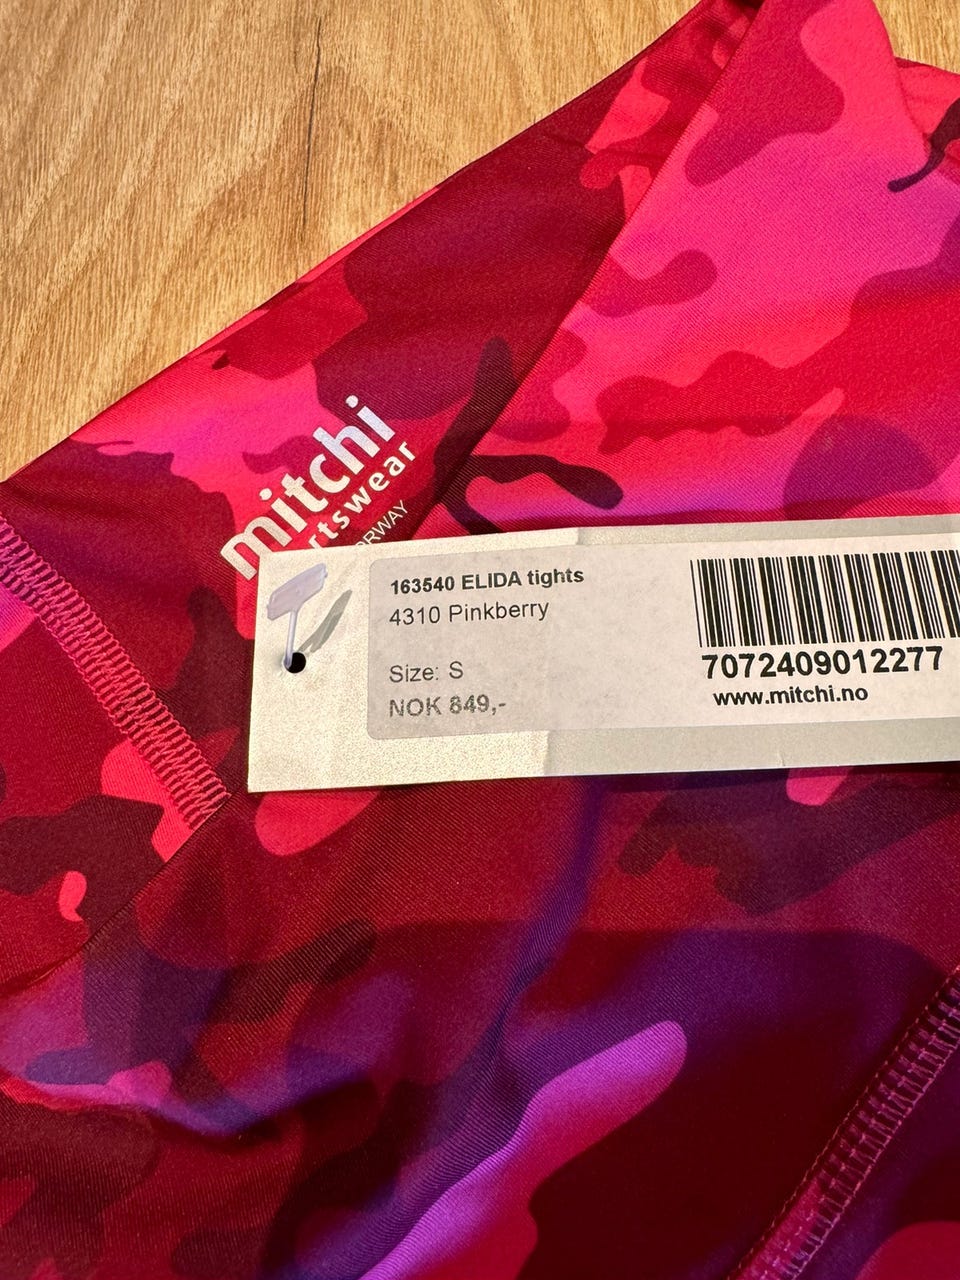 mitchi
163540 ELIDA tights
4310 Pinkberry
Size: S
NOK 849,-
7072409012277
www.mitchi.no